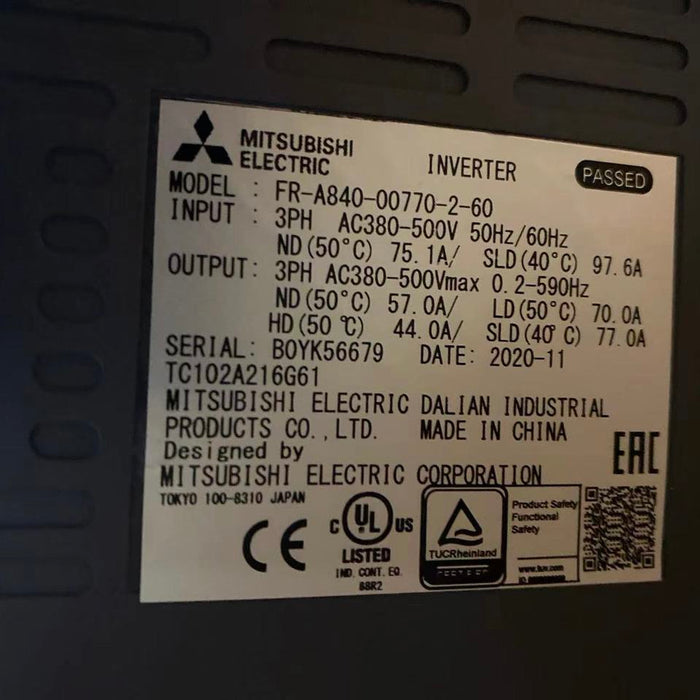 MITSUBISHI ELECTRIC INVERTER PASSED
MODEL : FR-A840-00770-2-60
INPUT : 3PH AC380-500V 50Hz/60Hz
ND(50°C) 75.1A/ SLD(40°C) 97.6A
OUTPUT: 3PH AC380-500Vmax 0.2-590Hz
ND(50°C) 57.0A/ LD(50°C) 70.0A
HD(50 ℃) 44.0A/ SLD(40° C) 77.0A
SERIAL: B0YK56679 DATE: 2020-11
TC102A216G61
MITSUBISHI ELECTRIC DALIAN INDUSTRIAL
PRODUCTS CO.,LTD. MADE IN CHINA
Designed by
MITSUBISHI ELECTRIC CORPORATION
TOKYO 100-8310 JAPAN
EAC
CE
C UL US
LISTED
IND. CONT. EQ.
88R2
TUCRheinland
Product Safety
Functional
Safety
www.tuv.com